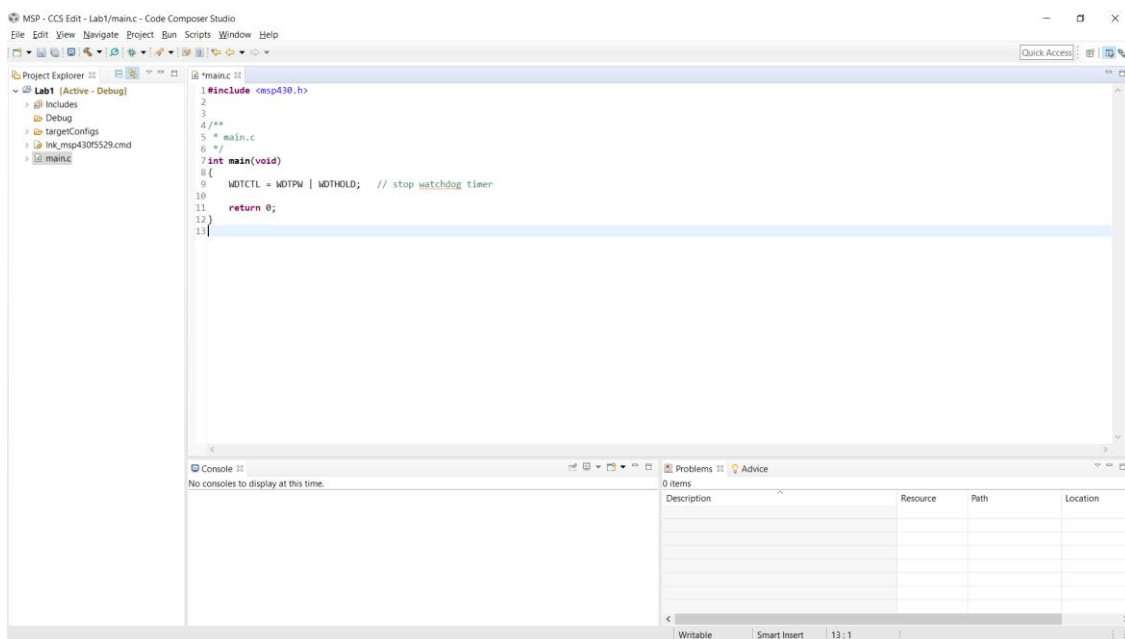 MSP - CCS Edit - Lab1/main.c - Code Composer Studio
File Edit View Navigate Project Run Scripts Window Help
Quick Access
Project Explorer
*main.c
Lab1 [Active - Debug]
Includes
Debug
targetConfigs
lnk_msp430f5529.cmd
main.c
1 #include <msp430.h>
2
3
4 /**
5 * main.c
6 */
7 int main(void)
8 {
9 WDTCTL = WDTPW | WDTHOLD; // stop watchdog timer
10
11 return 0;
12 }
13
Console
No consoles to display at this time.
Problems Advice
0 items
Description Resource Path Location
Writable Smart Insert 13 : 1